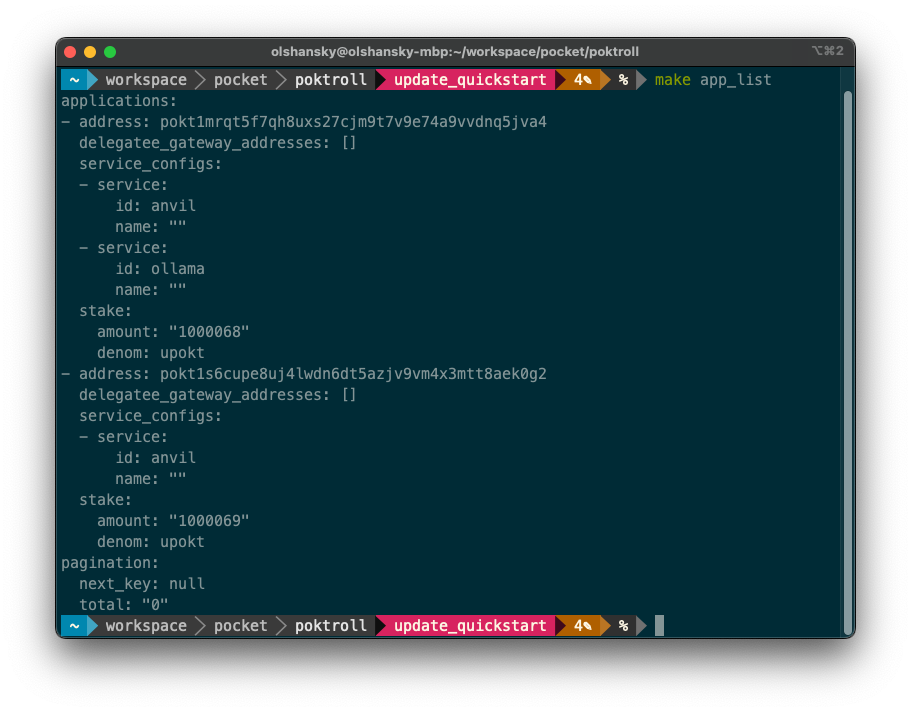 olshansky@olshansky-mbp:~/workspace/pocket/poktroll ⌥⌘2
~ workspace pocket poktroll update_quickstart 4✎ % make app_list
applications:
- address: pokt1mrqt5f7qh8uxs27cjm9t7v9e74a9vvdnq5jva4
  delegatee_gateway_addresses: []
  service_configs:
  - service:
      id: anvil
      name: ""
  - service:
      id: ollama
      name: ""
  stake:
    amount: "1000068"
    denom: upokt
- address: pokt1s6cupe8uj4lwdn6dt5azjv9vm4x3mtt8aek0g2
  delegatee_gateway_addresses: []
  service_configs:
  - service:
      id: anvil
      name: ""
  stake:
    amount: "1000069"
    denom: upokt
pagination:
  next_key: null
  total: "0"
~ workspace pocket poktroll update_quickstart 4✎ %